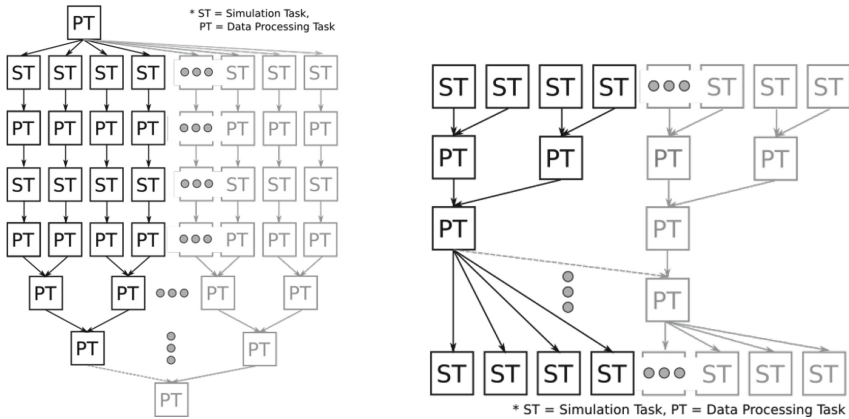 PT
* ST = Simulation Task,
PT = Data Processing Task
ST ST ST ST ST ST ST
PT PT PT PT PT PT PT
ST ST ST ST ST ST ST
PT PT PT PT PT PT PT
PT PT PT PT
PT PT
PT
ST ST ST ST ST ST ST
PT PT PT PT
PT PT
PT
ST ST ST ST ST ST ST
* ST = Simulation Task, PT = Data Processing Task